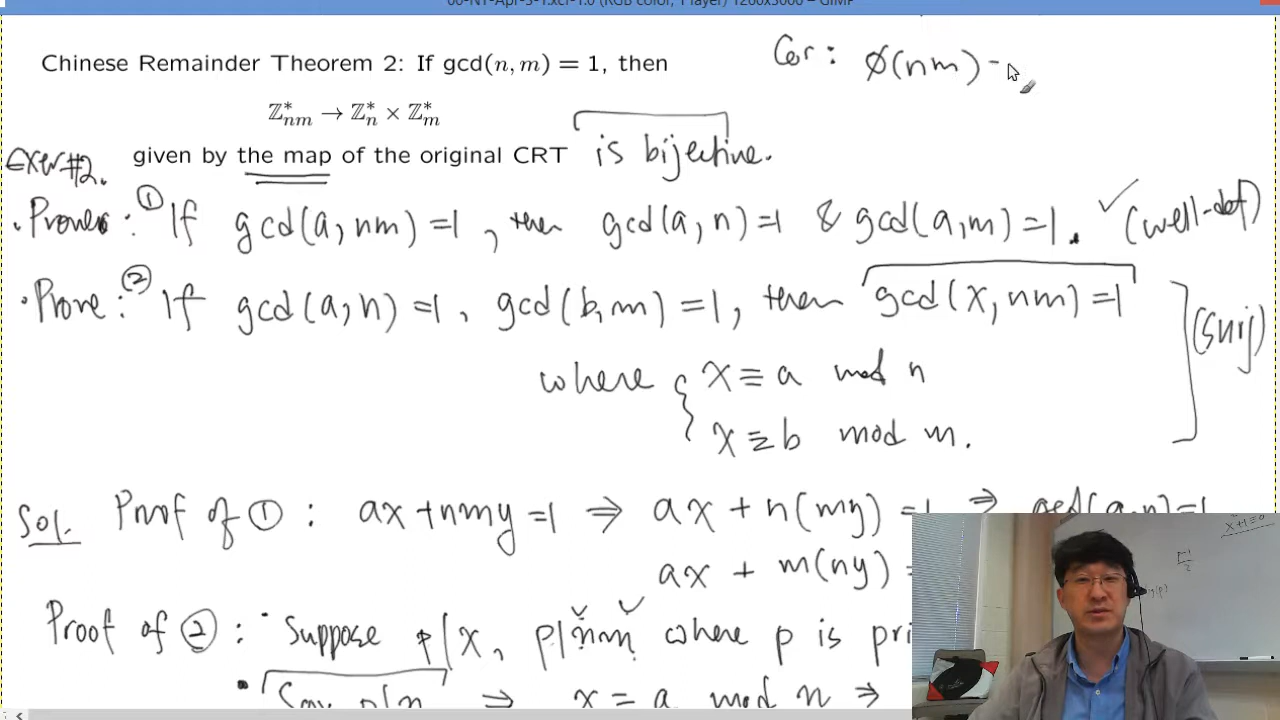 Chinese Remainder Theorem 2: If gcd(n, m) = 1, then
Cor: φ(nm) =
ℤ*ₙₘ → ℤ*ₙ × ℤ*ₘ
Exer#2. given by the map of the original CRT is bijective.
· Prove: ① If gcd(a, nm) = 1, then gcd(a, n) = 1 & gcd(a, m) = 1. ✓ (well-def)
· Prove: ② If gcd(a, n) = 1, gcd(b, m) = 1, then gcd(x, nm) = 1 (surj)
where { x ≡ a mod n
x ≡ b mod m.
Sol. Proof of ①: ax + nmy = 1 ⇒ ax + n(my) = 1 ⇒ gcd(a, n) = 1
ax + m(ny)
Proof of ②: · Suppose p | x, p | nm where p is
· Say p | n ⇒ x ≡ a mod n ⇒